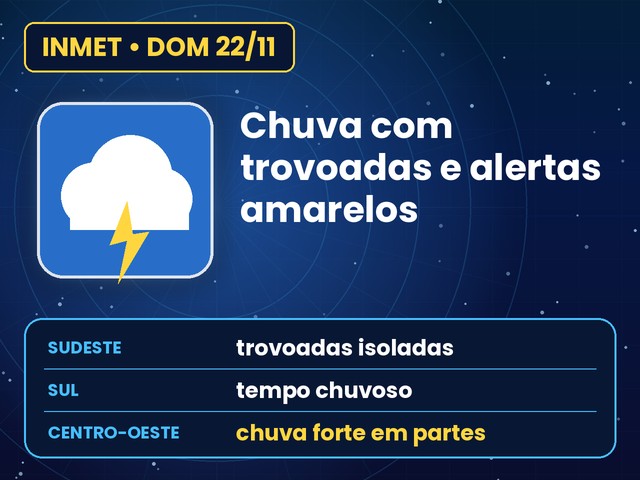 INMET • DOM 22/11
Chuva com
trovoadas e alertas
amarelos
SUDESTE trovoadas isoladas
SUL tempo chuvoso
CENTRO-OESTE chuva forte em partes